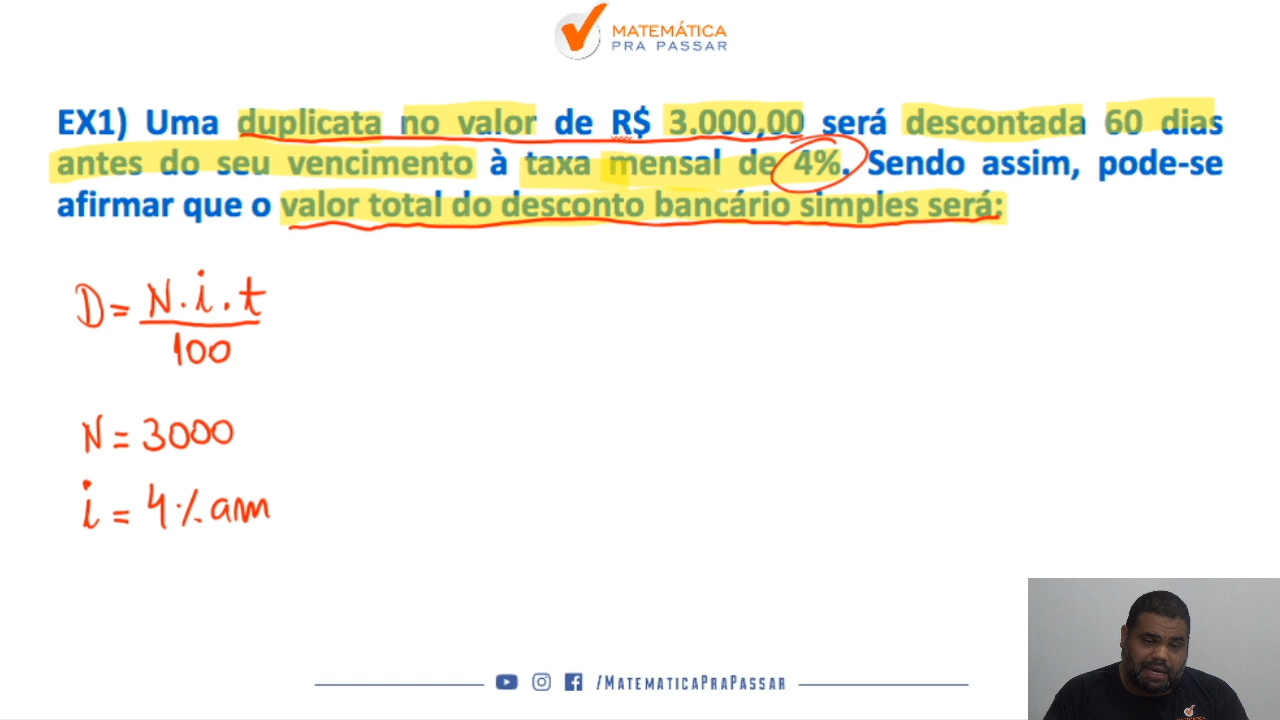 MATEMÁTICA
PRA PASSAR
EX1) Uma duplicata no valor de R$ 3.000,00 será descontada 60 dias
antes do seu vencimento à taxa mensal de 4%. Sendo assim, pode-se
afirmar que o valor total do desconto bancário simples será:
D = N . i . t
100
N = 3000
i = 4 % am
/MATEMATICAPRAPASSAR